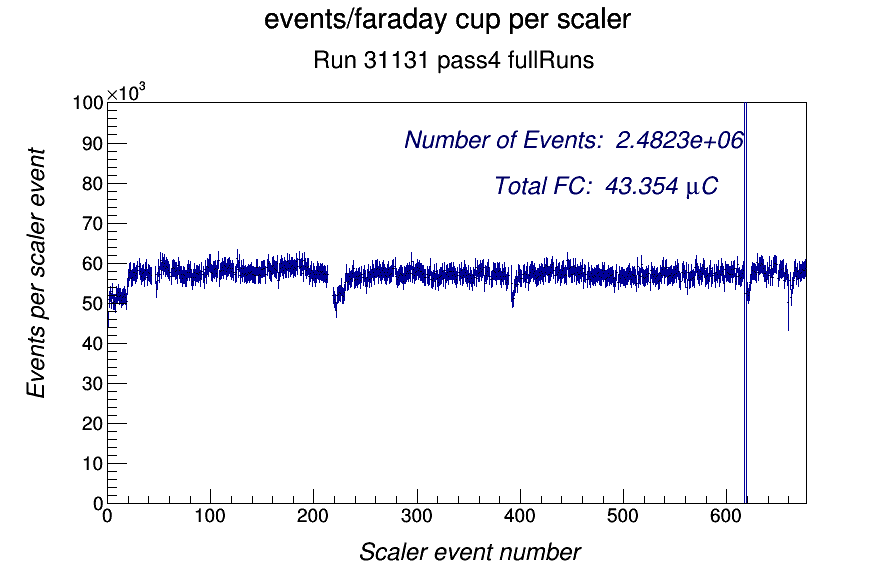 events/faraday cup per scaler
Run 31131 pass4 fullRuns
×10³
100
90
80
70
60
50
40
30
20
10
0
Events per scaler event
Number of Events: 2.4823e+06
Total FC: 43.354 μC
0 100 200 300 400 500 600
Scaler event number